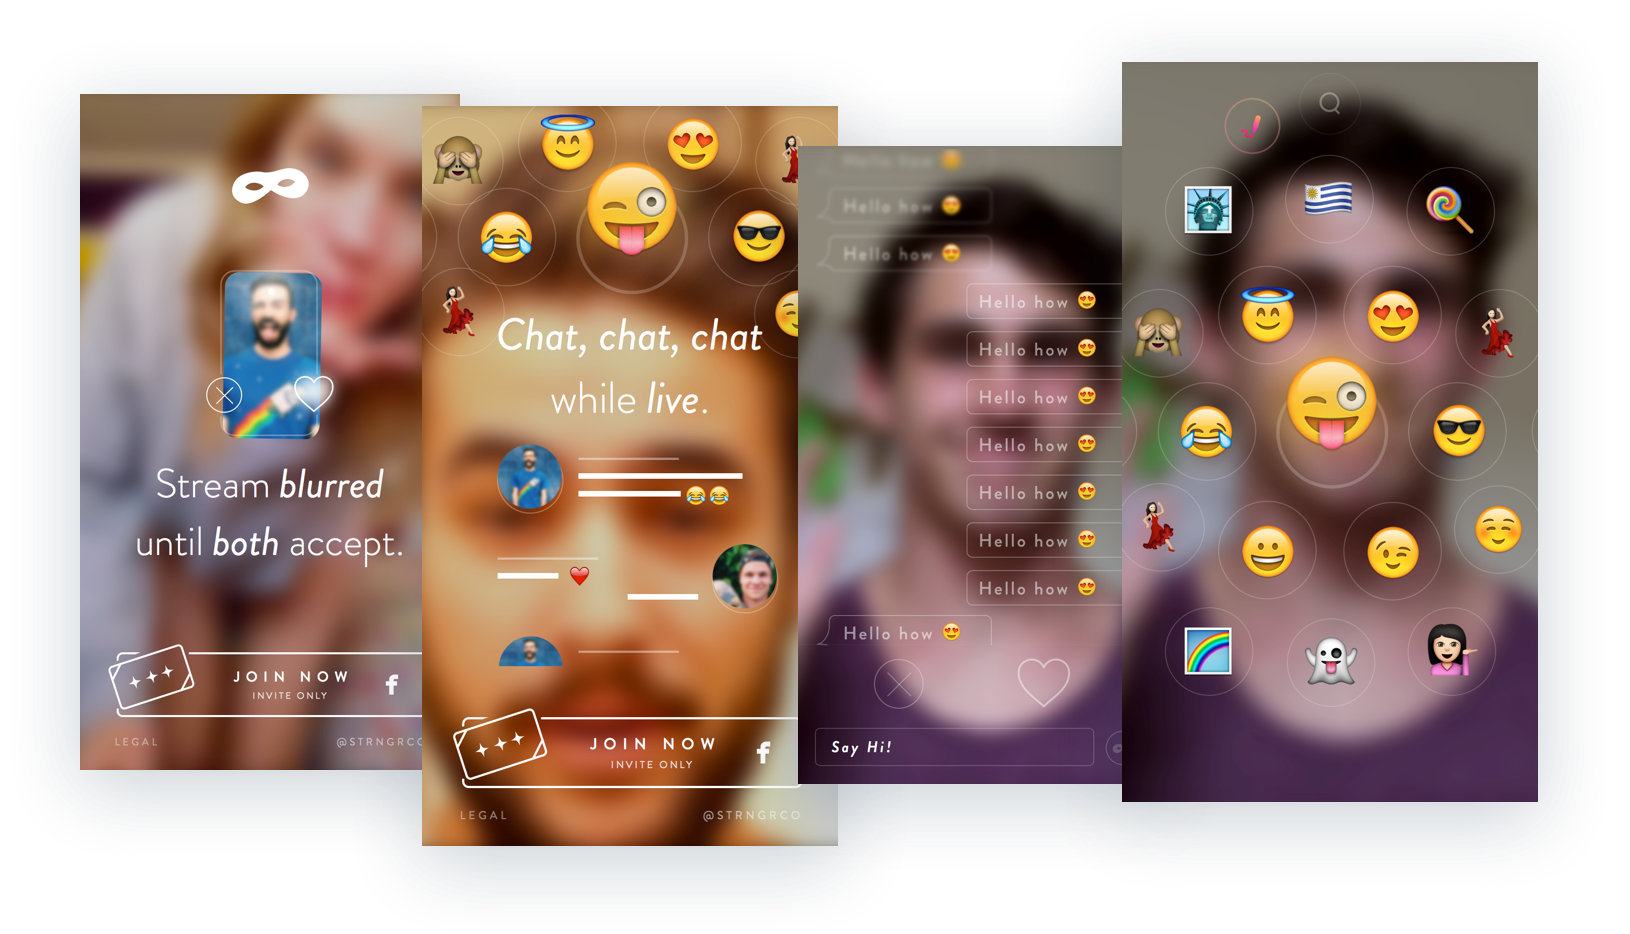 Stream blurred
until both accept.
JOIN NOW
INVITE ONLY
f
LEGAL
@STRNGRCO
Chat, chat, chat
while live.
JOIN NOW
INVITE ONLY
f
LEGAL
@STRNGRCO
Hello how 😍
Hello how 😍
Hello how 😍
Hello how 😍
Hello how 😍
Hello how 😍
Hello how 😍
Hello how 😍
Hello how 😍
Hello how 😍
Hello how 😍
Say Hi!